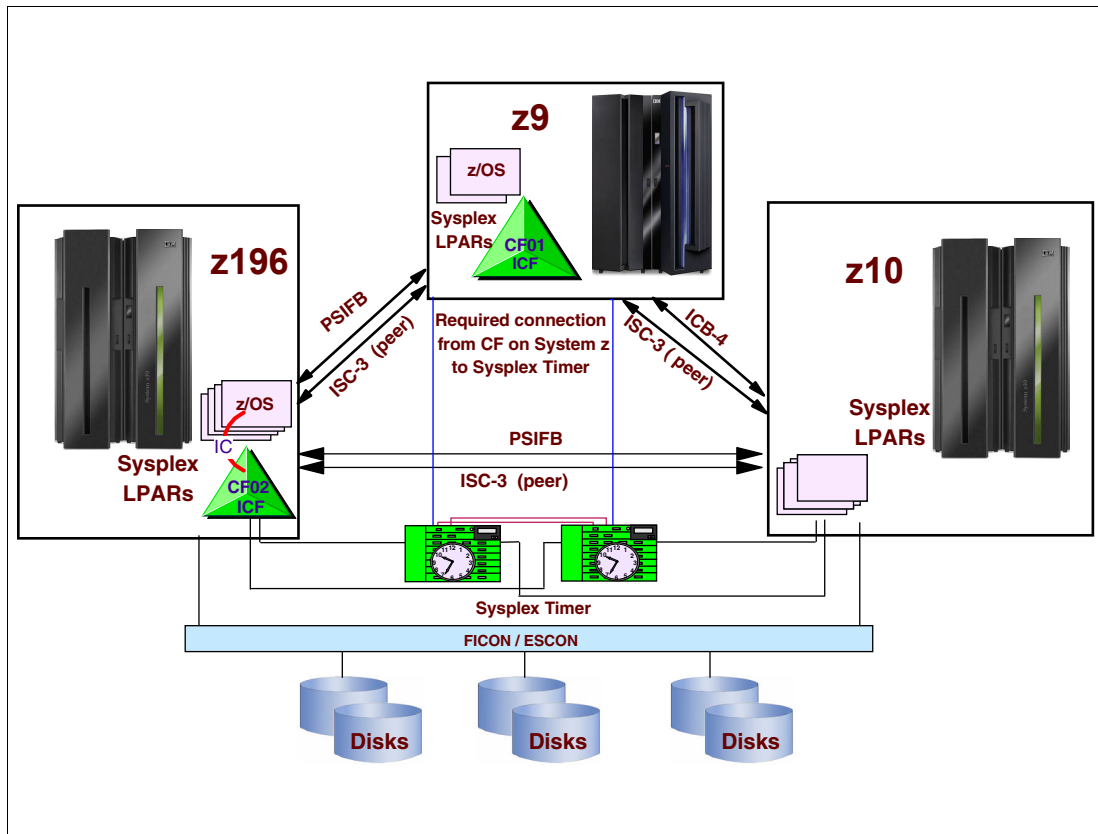 z9
z/OS
Sysplex
LPARs
CF01
ICF
z196
z10
PSIFB
ISC-3 (peer)
Required connection
from CF on System z
to Sysplex Timer
ICB-4
ISC-3 ( peer)
z/OS
IC
Sysplex
LPARs
CF02
ICF
PSIFB
ISC-3 (peer)
Sysplex
LPARs
Sysplex Timer
FICON / ESCON
Disks
Disks
Disks